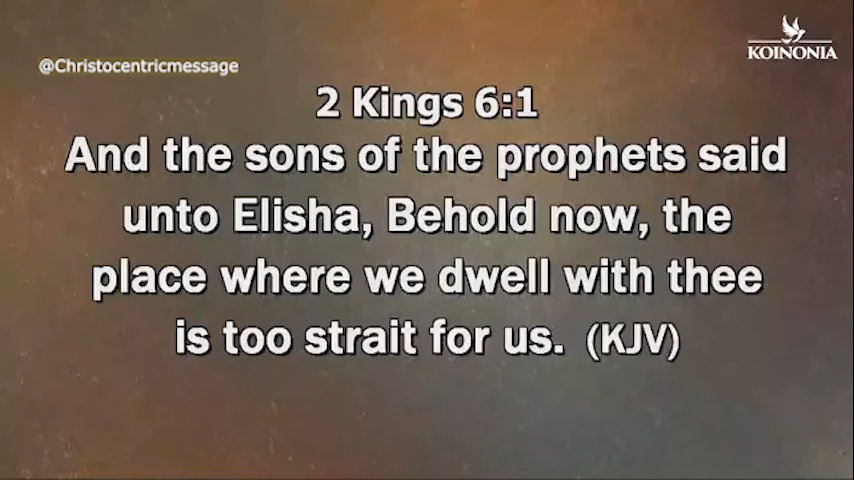 KOINONIA
@Christocentricmessage
2 Kings 6:1
And the sons of the prophets said
unto Elisha, Behold now, the
place where we dwell with thee
is too strait for us. (KJV)